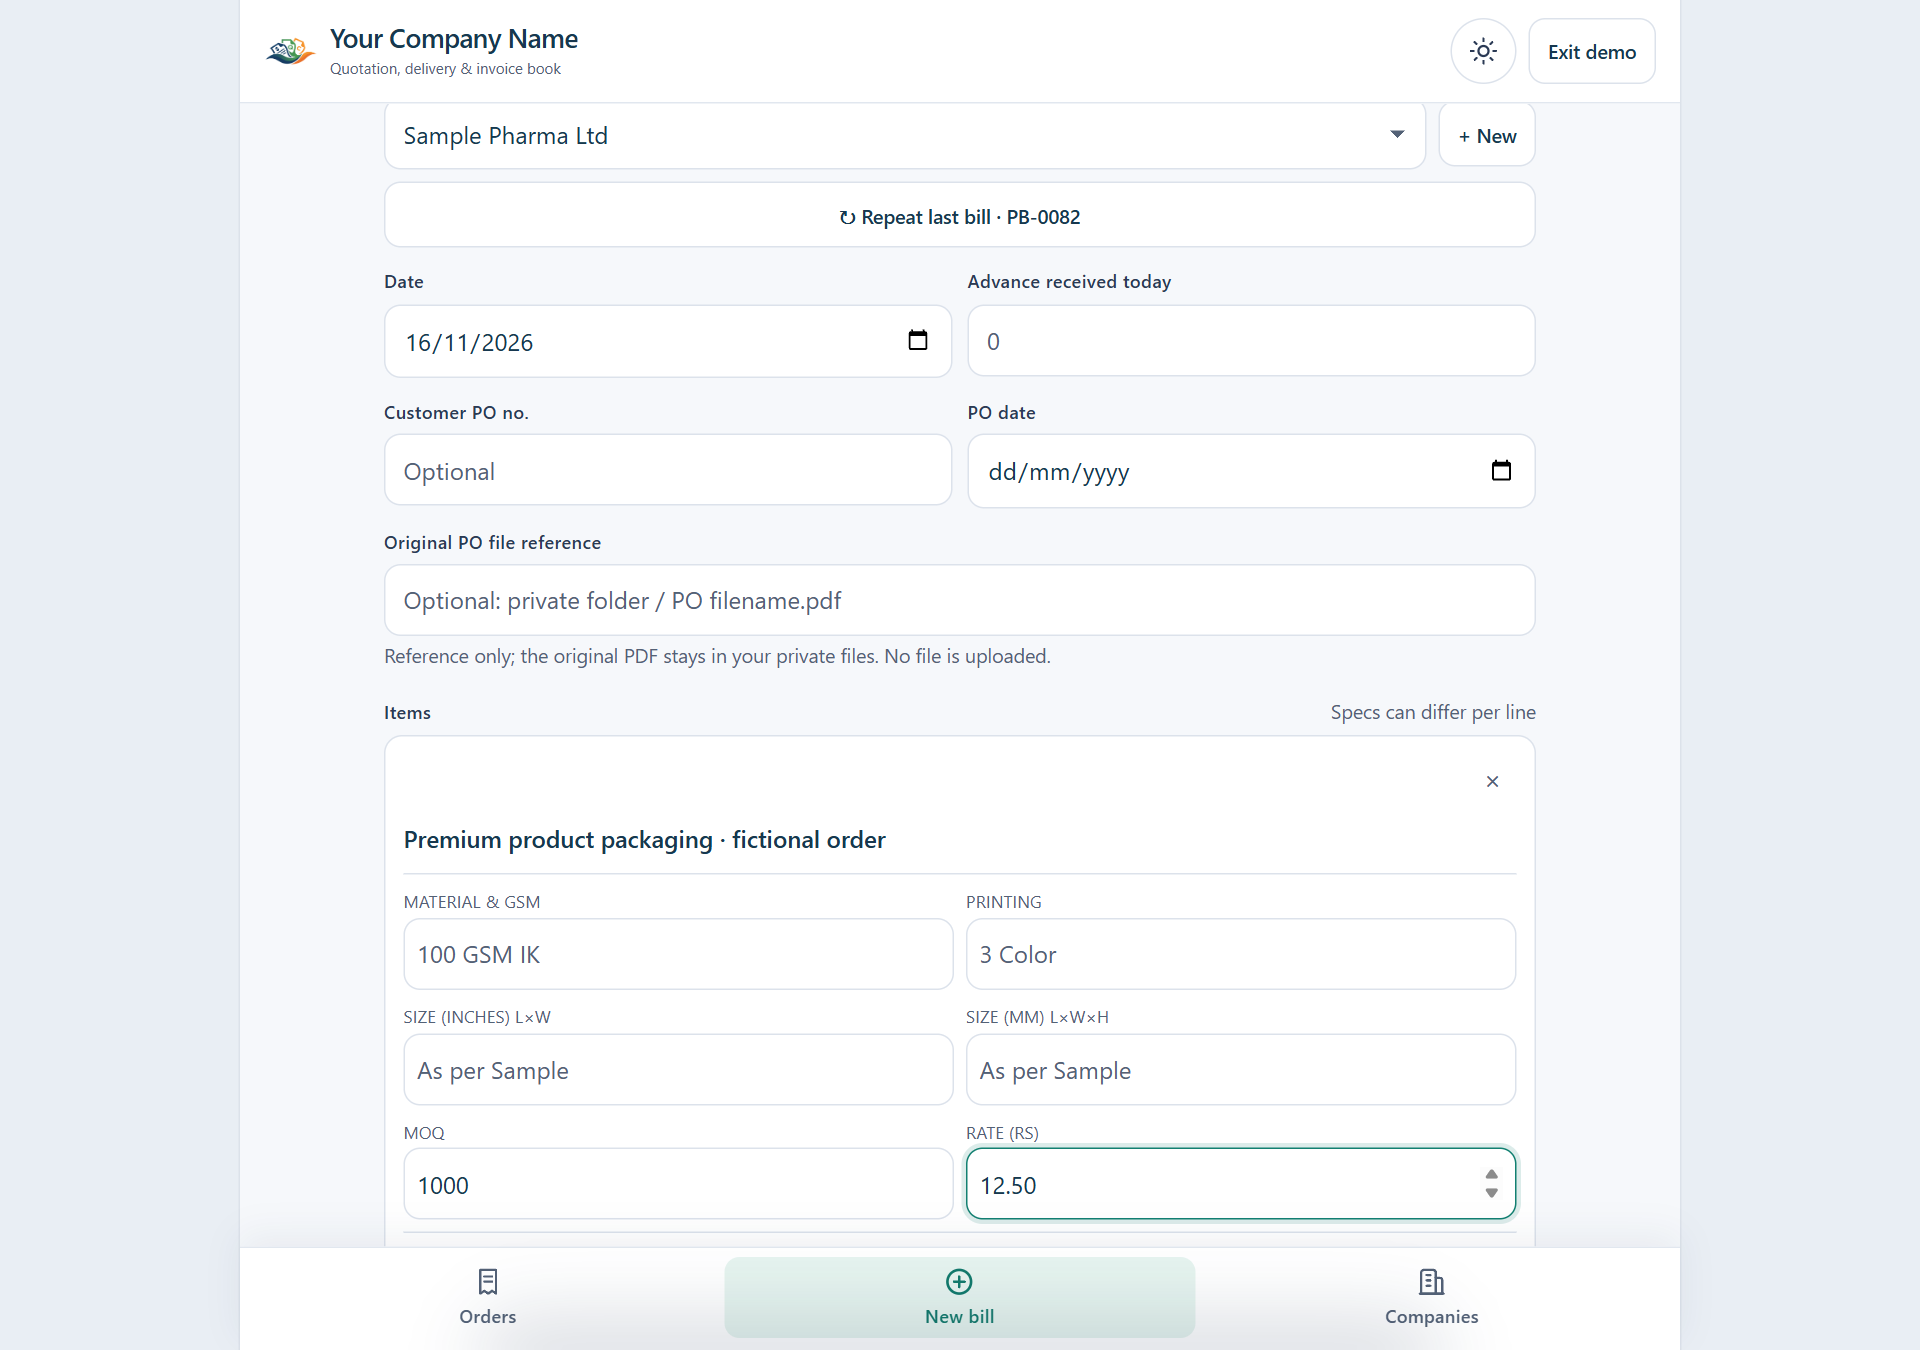 Your Company Name
Quotation, delivery & invoice book
Exit demo
Sample Pharma Ltd
+ New
↻ Repeat last bill · PB-0082
Date
Advance received today
16/11/2026
0
Customer PO no.
PO date
Optional
dd/mm/yyyy
Original PO file reference
Optional: private folder / PO filename.pdf
Reference only; the original PDF stays in your private files. No file is uploaded.
Items
Specs can differ per line
×
Premium product packaging · fictional order
MATERIAL & GSM
PRINTING
100 GSM IK
3 Color
SIZE (INCHES) L×W
SIZE (MM) L×W×H
As per Sample
As per Sample
MOQ
RATE (RS)
1000
12.50
Orders
New bill
Companies